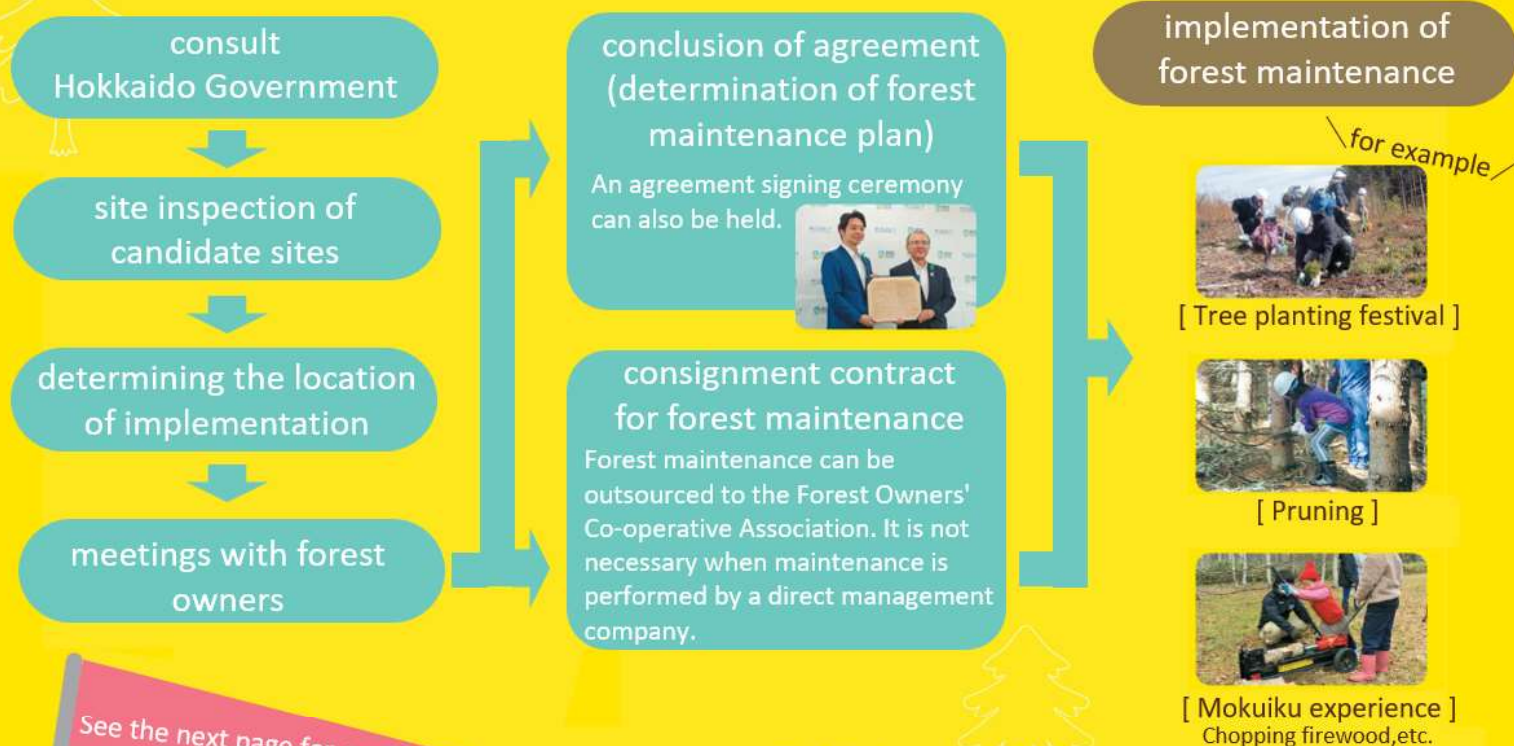 consult
Hokkaido Government
site inspection of
candidate sites
determining the location
of implementation
meetings with forest
owners
conclusion of agreement
(determination of forest
maintenance plan)
An agreement signing ceremony
can also be held.
consignment contract
for forest maintenance
Forest maintenance can be
outsourced to the Forest Owners'
Co-operative Association. It is not
necessary when maintenance is
performed by a direct management
company.
implementation of
forest maintenance
for example
[ Tree planting festival ]
[ Pruning ]
[ Mokuiku experience ]
Chopping firewood,etc.
See the next page for